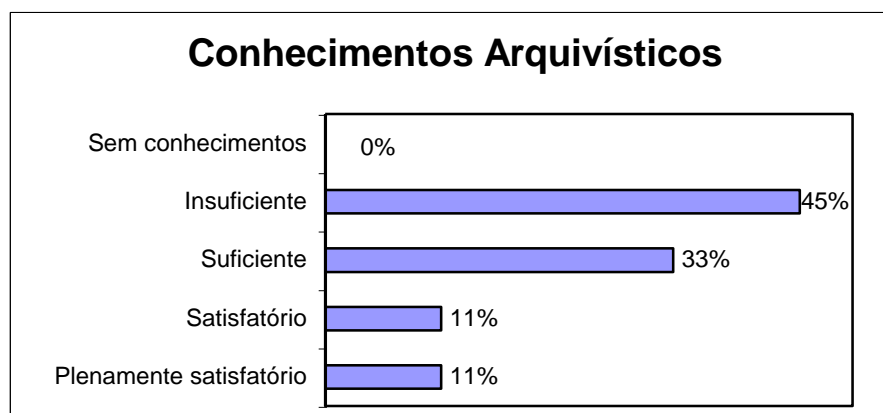 Conhecimentos Arquivísticos
Sem conhecimentos 0%
Insuficiente 45%
Suficiente 33%
Satisfatório 11%
Plenamente satisfatório 11%